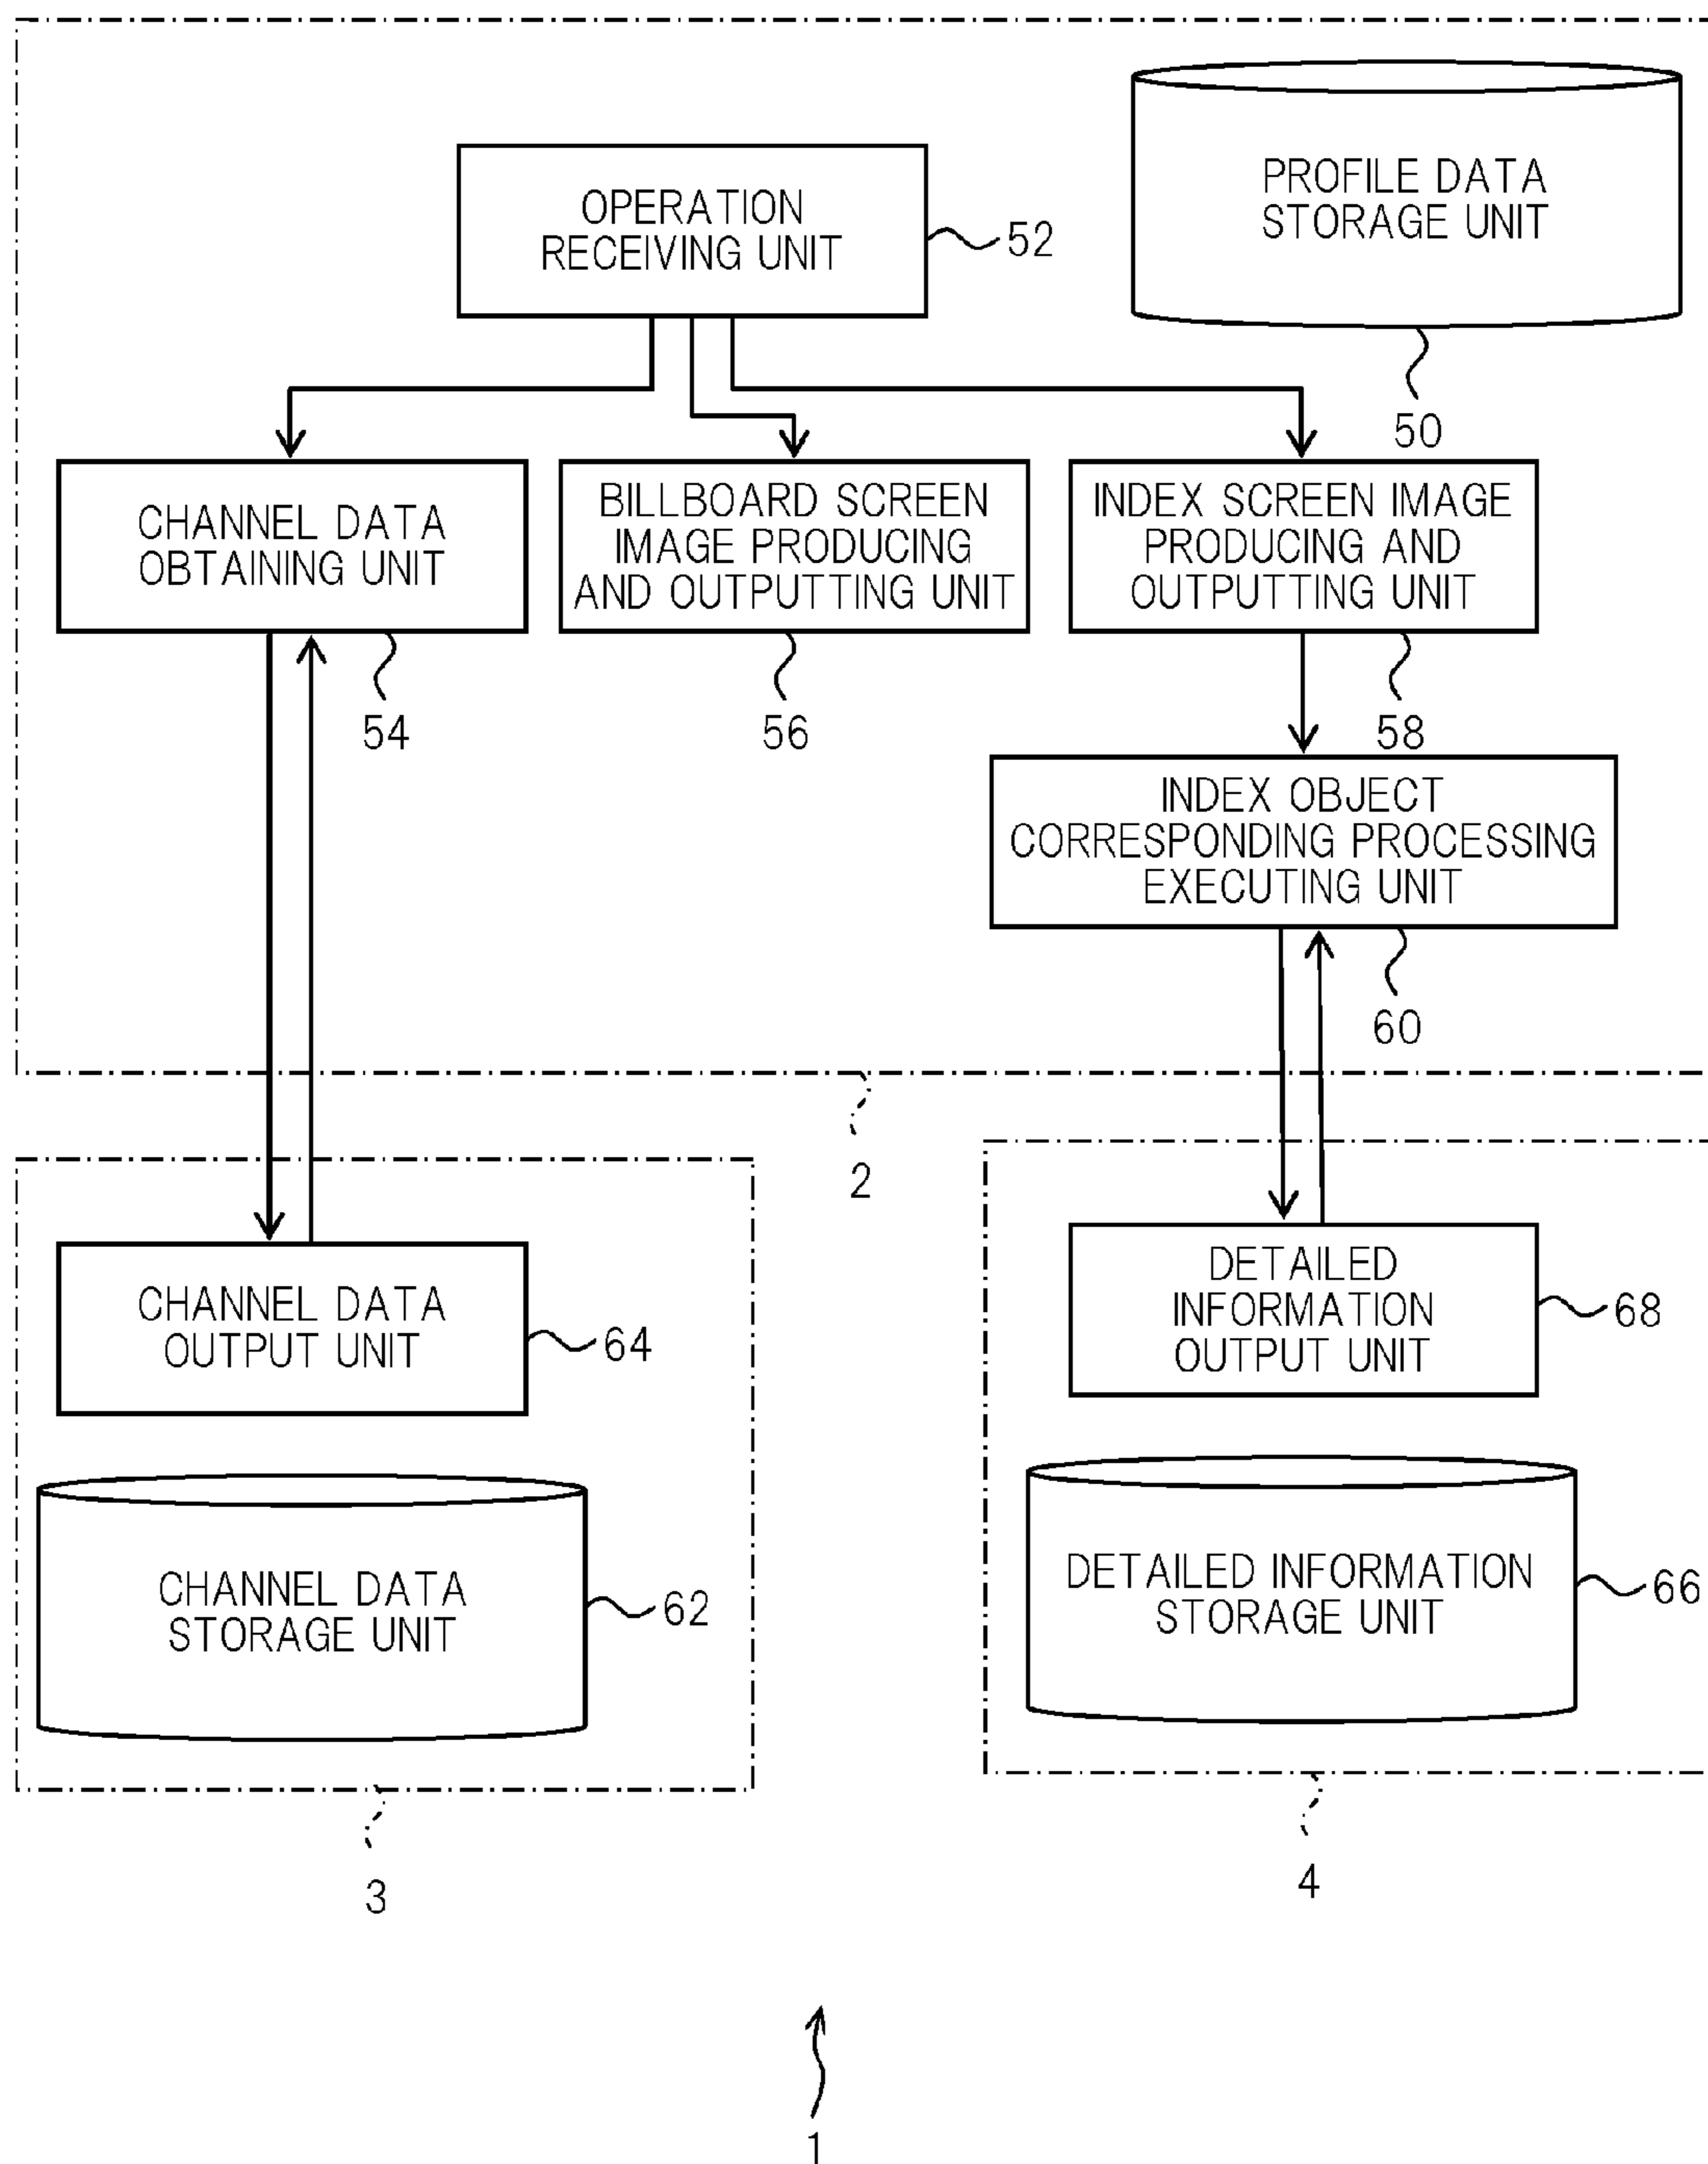 PROFILE DATA
STORAGE UNIT
50
OPERATION
RECEIVING UNIT
52
CHANNEL DATA
OBTAINING UNIT
54
BILLBOARD SCREEN
IMAGE PRODUCING
AND OUTPUTTING UNIT
56
INDEX SCREEN IMAGE
PRODUCING AND
OUTPUTTING UNIT
58
INDEX OBJECT
CORRESPONDING PROCESSING
EXECUTING UNIT
60
2
CHANNEL DATA
OUTPUT UNIT
64
CHANNEL DATA
STORAGE UNIT
62
3
DETAILED
INFORMATION
OUTPUT UNIT
68
DETAILED INFORMATION
STORAGE UNIT
66
4
1